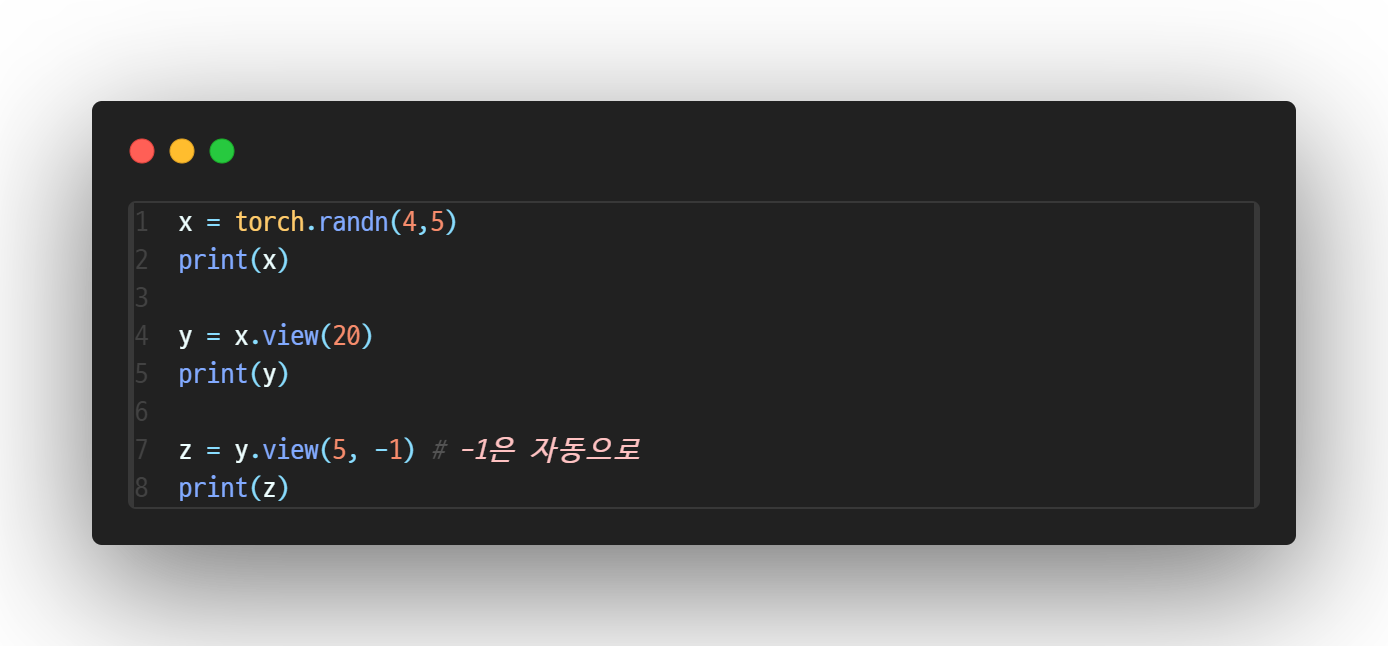 1 x = torch.randn(4,5)
2 print(x)
3
4 y = x.view(20)
5 print(y)
6
7 z = y.view(5, -1) # -1은 자동으로
8 print(z)